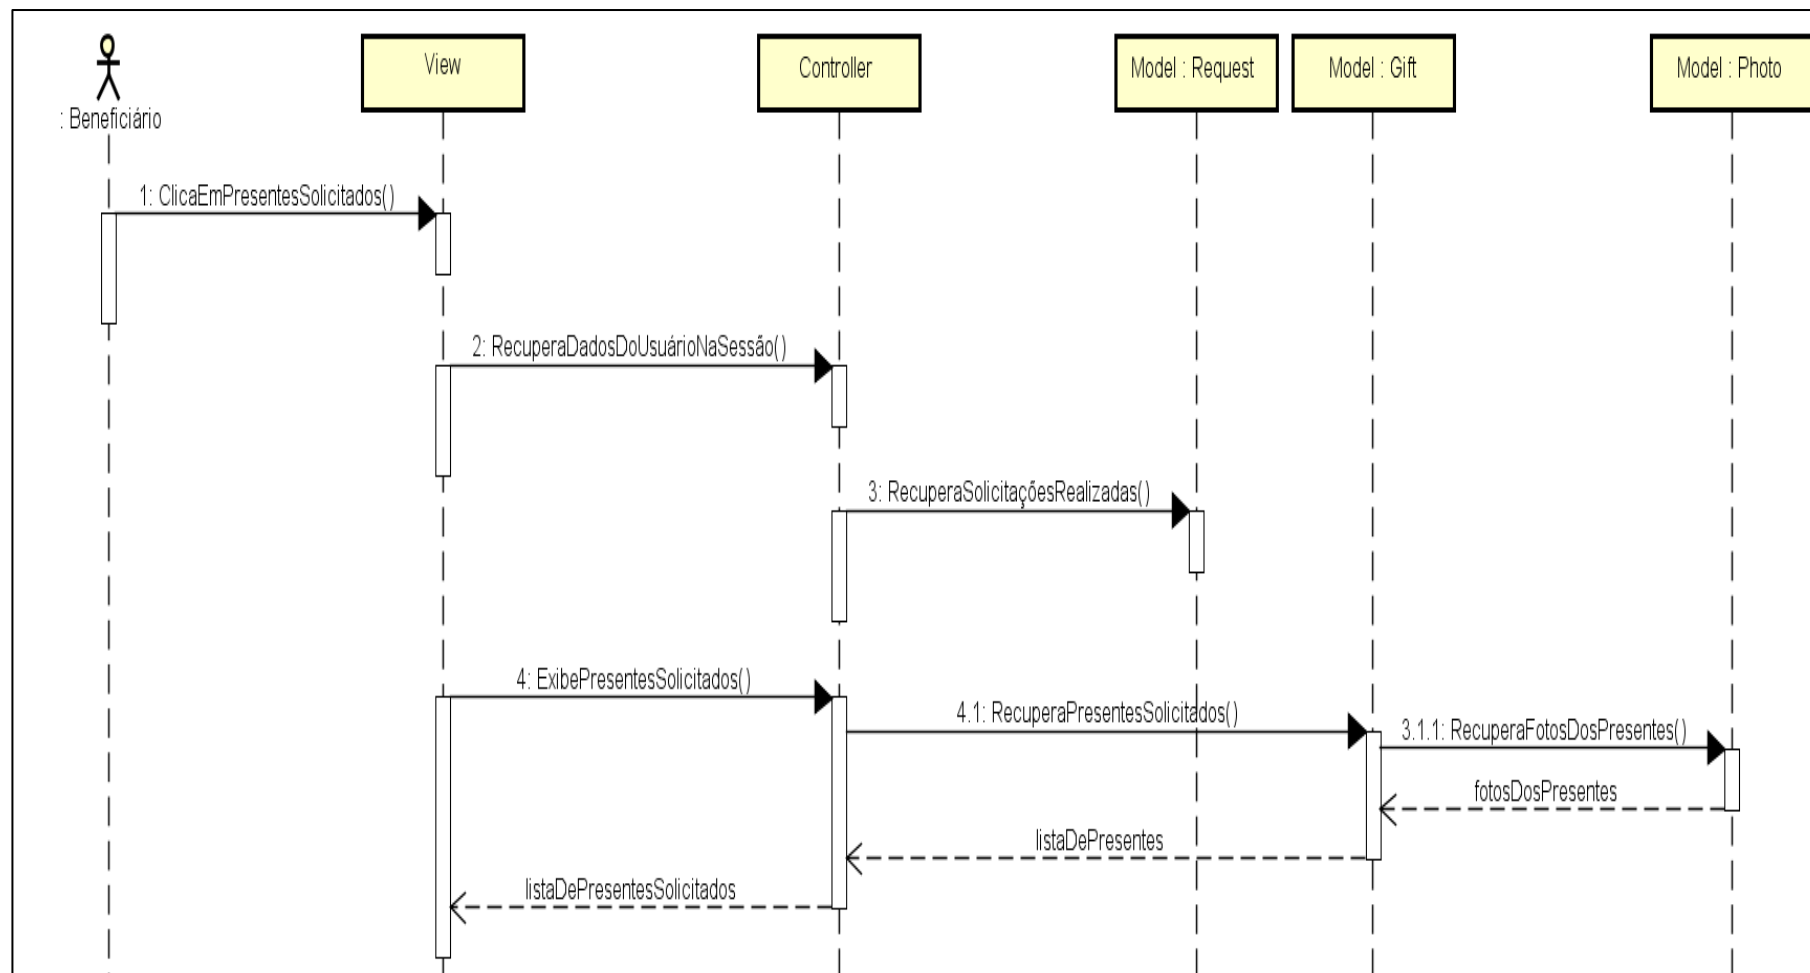 View
Controller
Model : Request
Model : Gift
Model : Photo
: Beneficiário
1: ClicaEmPresentesSolicitados()
2: RecuperaDadosDoUsuárioNaSessão()
3: RecuperaSolicitaçõesRealizadas()
4: ExibePresentesSolicitados()
4.1: RecuperaPresentesSolicitados()
3.1.1: RecuperaFotosDosPresentes()
fotosDosPresentes
listaDePresentes
listaDePresentesSolicitados